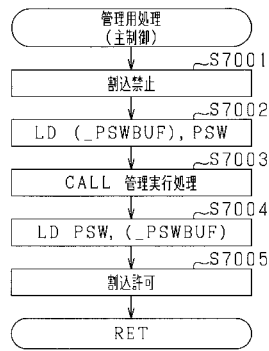 管理用処理
(主制御)
S7001
割込禁止
S7002
LD (_PSWBUF), PSW
S7003
CALL 管理実行処理
S7004
LD PSW, (_PSWBUF)
S7005
割込許可
RET